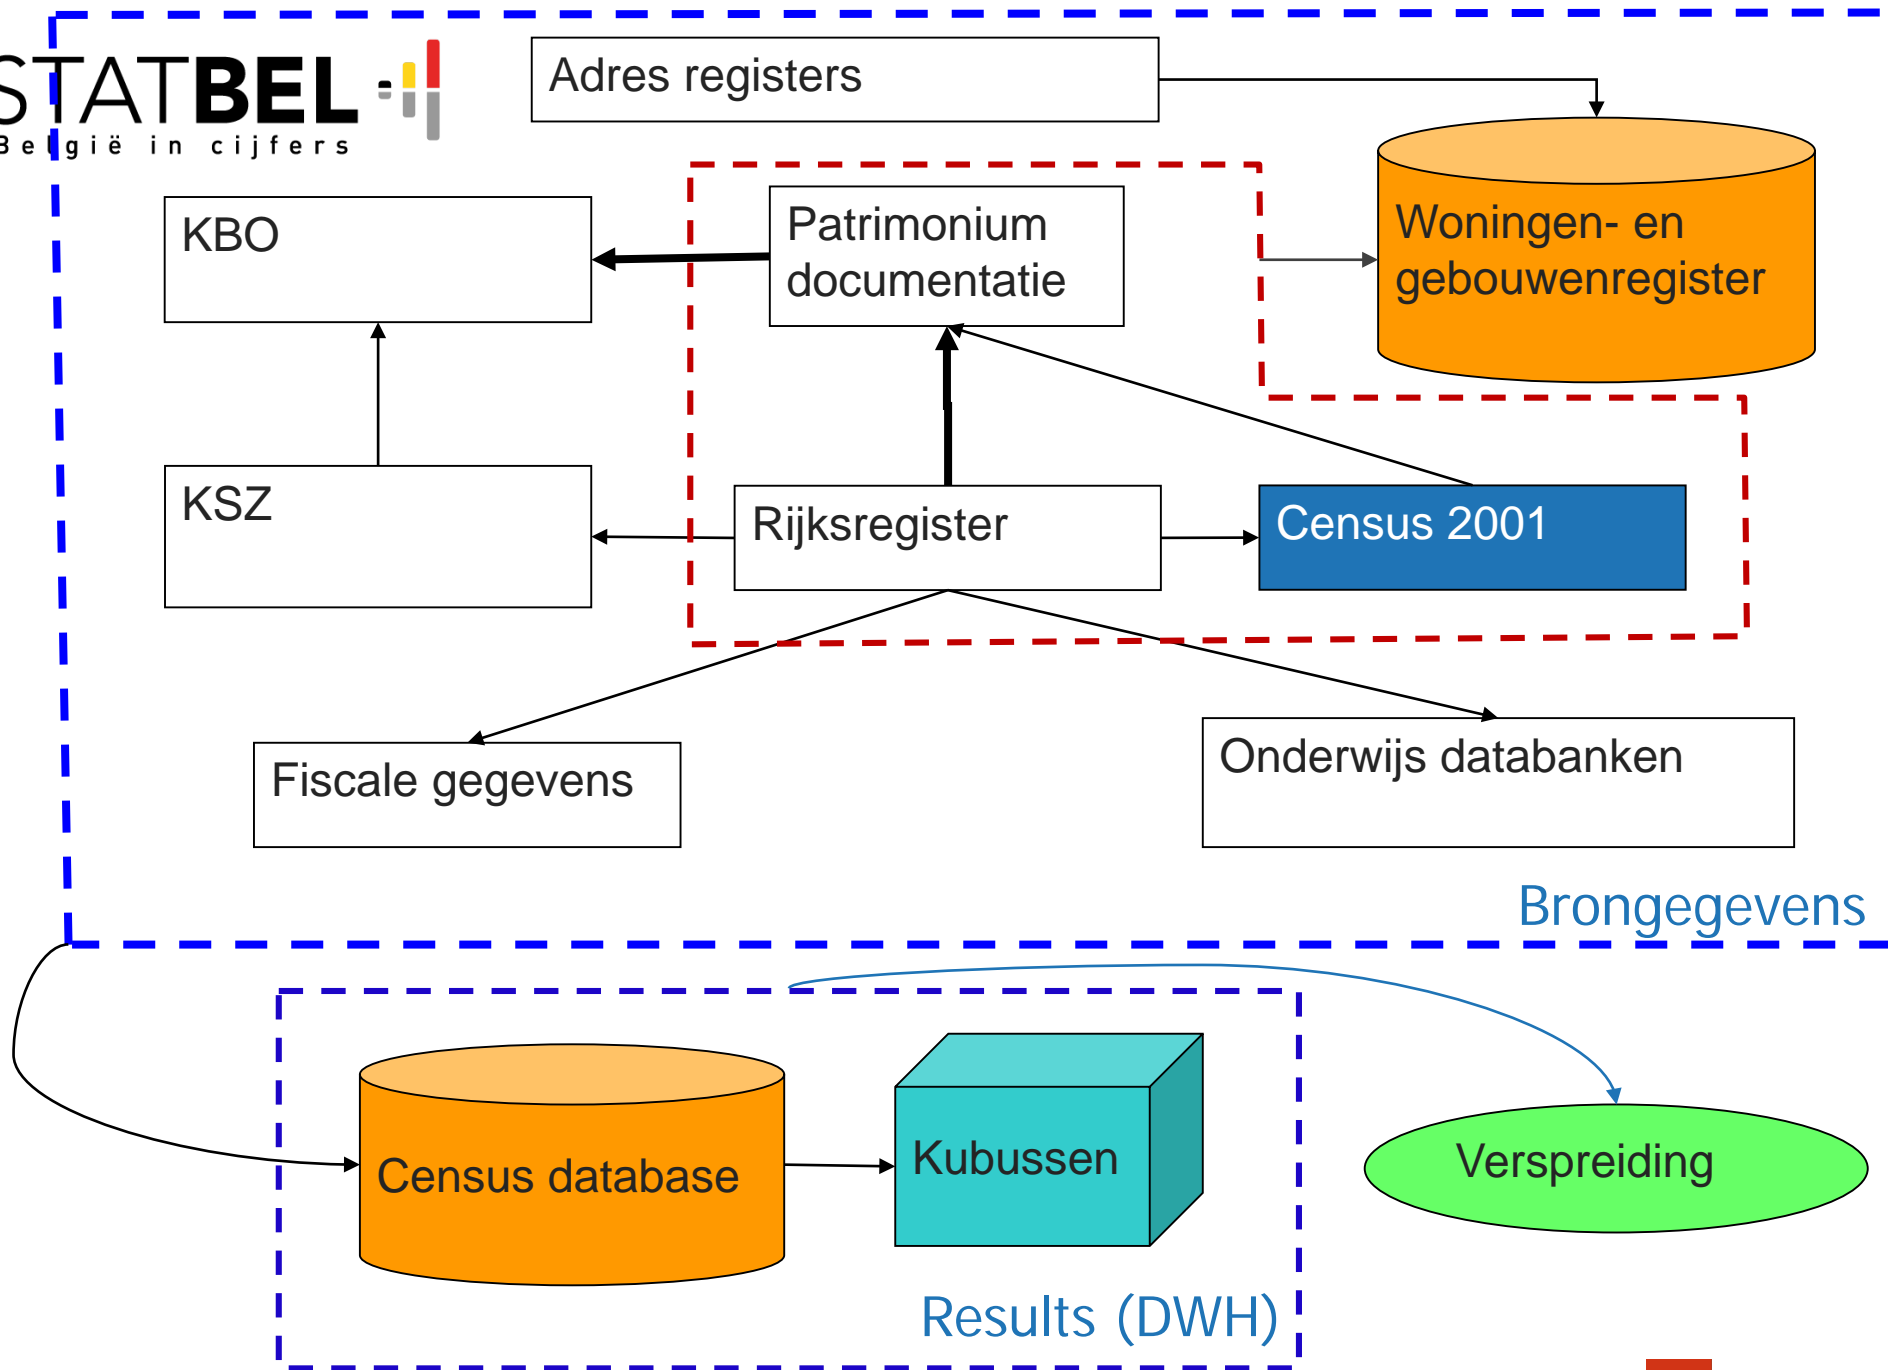 STATBEL
België in cijfers
Adres registers
KBO
Patrimonium
documentatie
Woningen- en
gebouwenregister
KSZ
Rijksregister
Census 2001
Fiscale gegevens
Onderwijs databanken
Brongegevens
Census database
Kubussen
Verspreiding
Results (DWH)